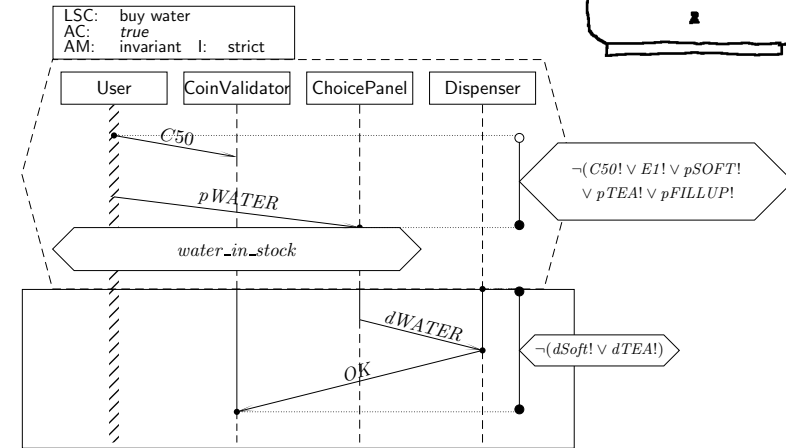 LSC: buy water
AC: true
AM: invariant I: strict
User
CoinValidator
ChoicePanel
Dispenser
C50
¬(C50! ∨ E1! ∨ pSOFT!
∨ pTEA! ∨ pFILLUP!
pWATER
water_in_stock
dWATER
¬(dSoft! ∨ dTEA!)
OK